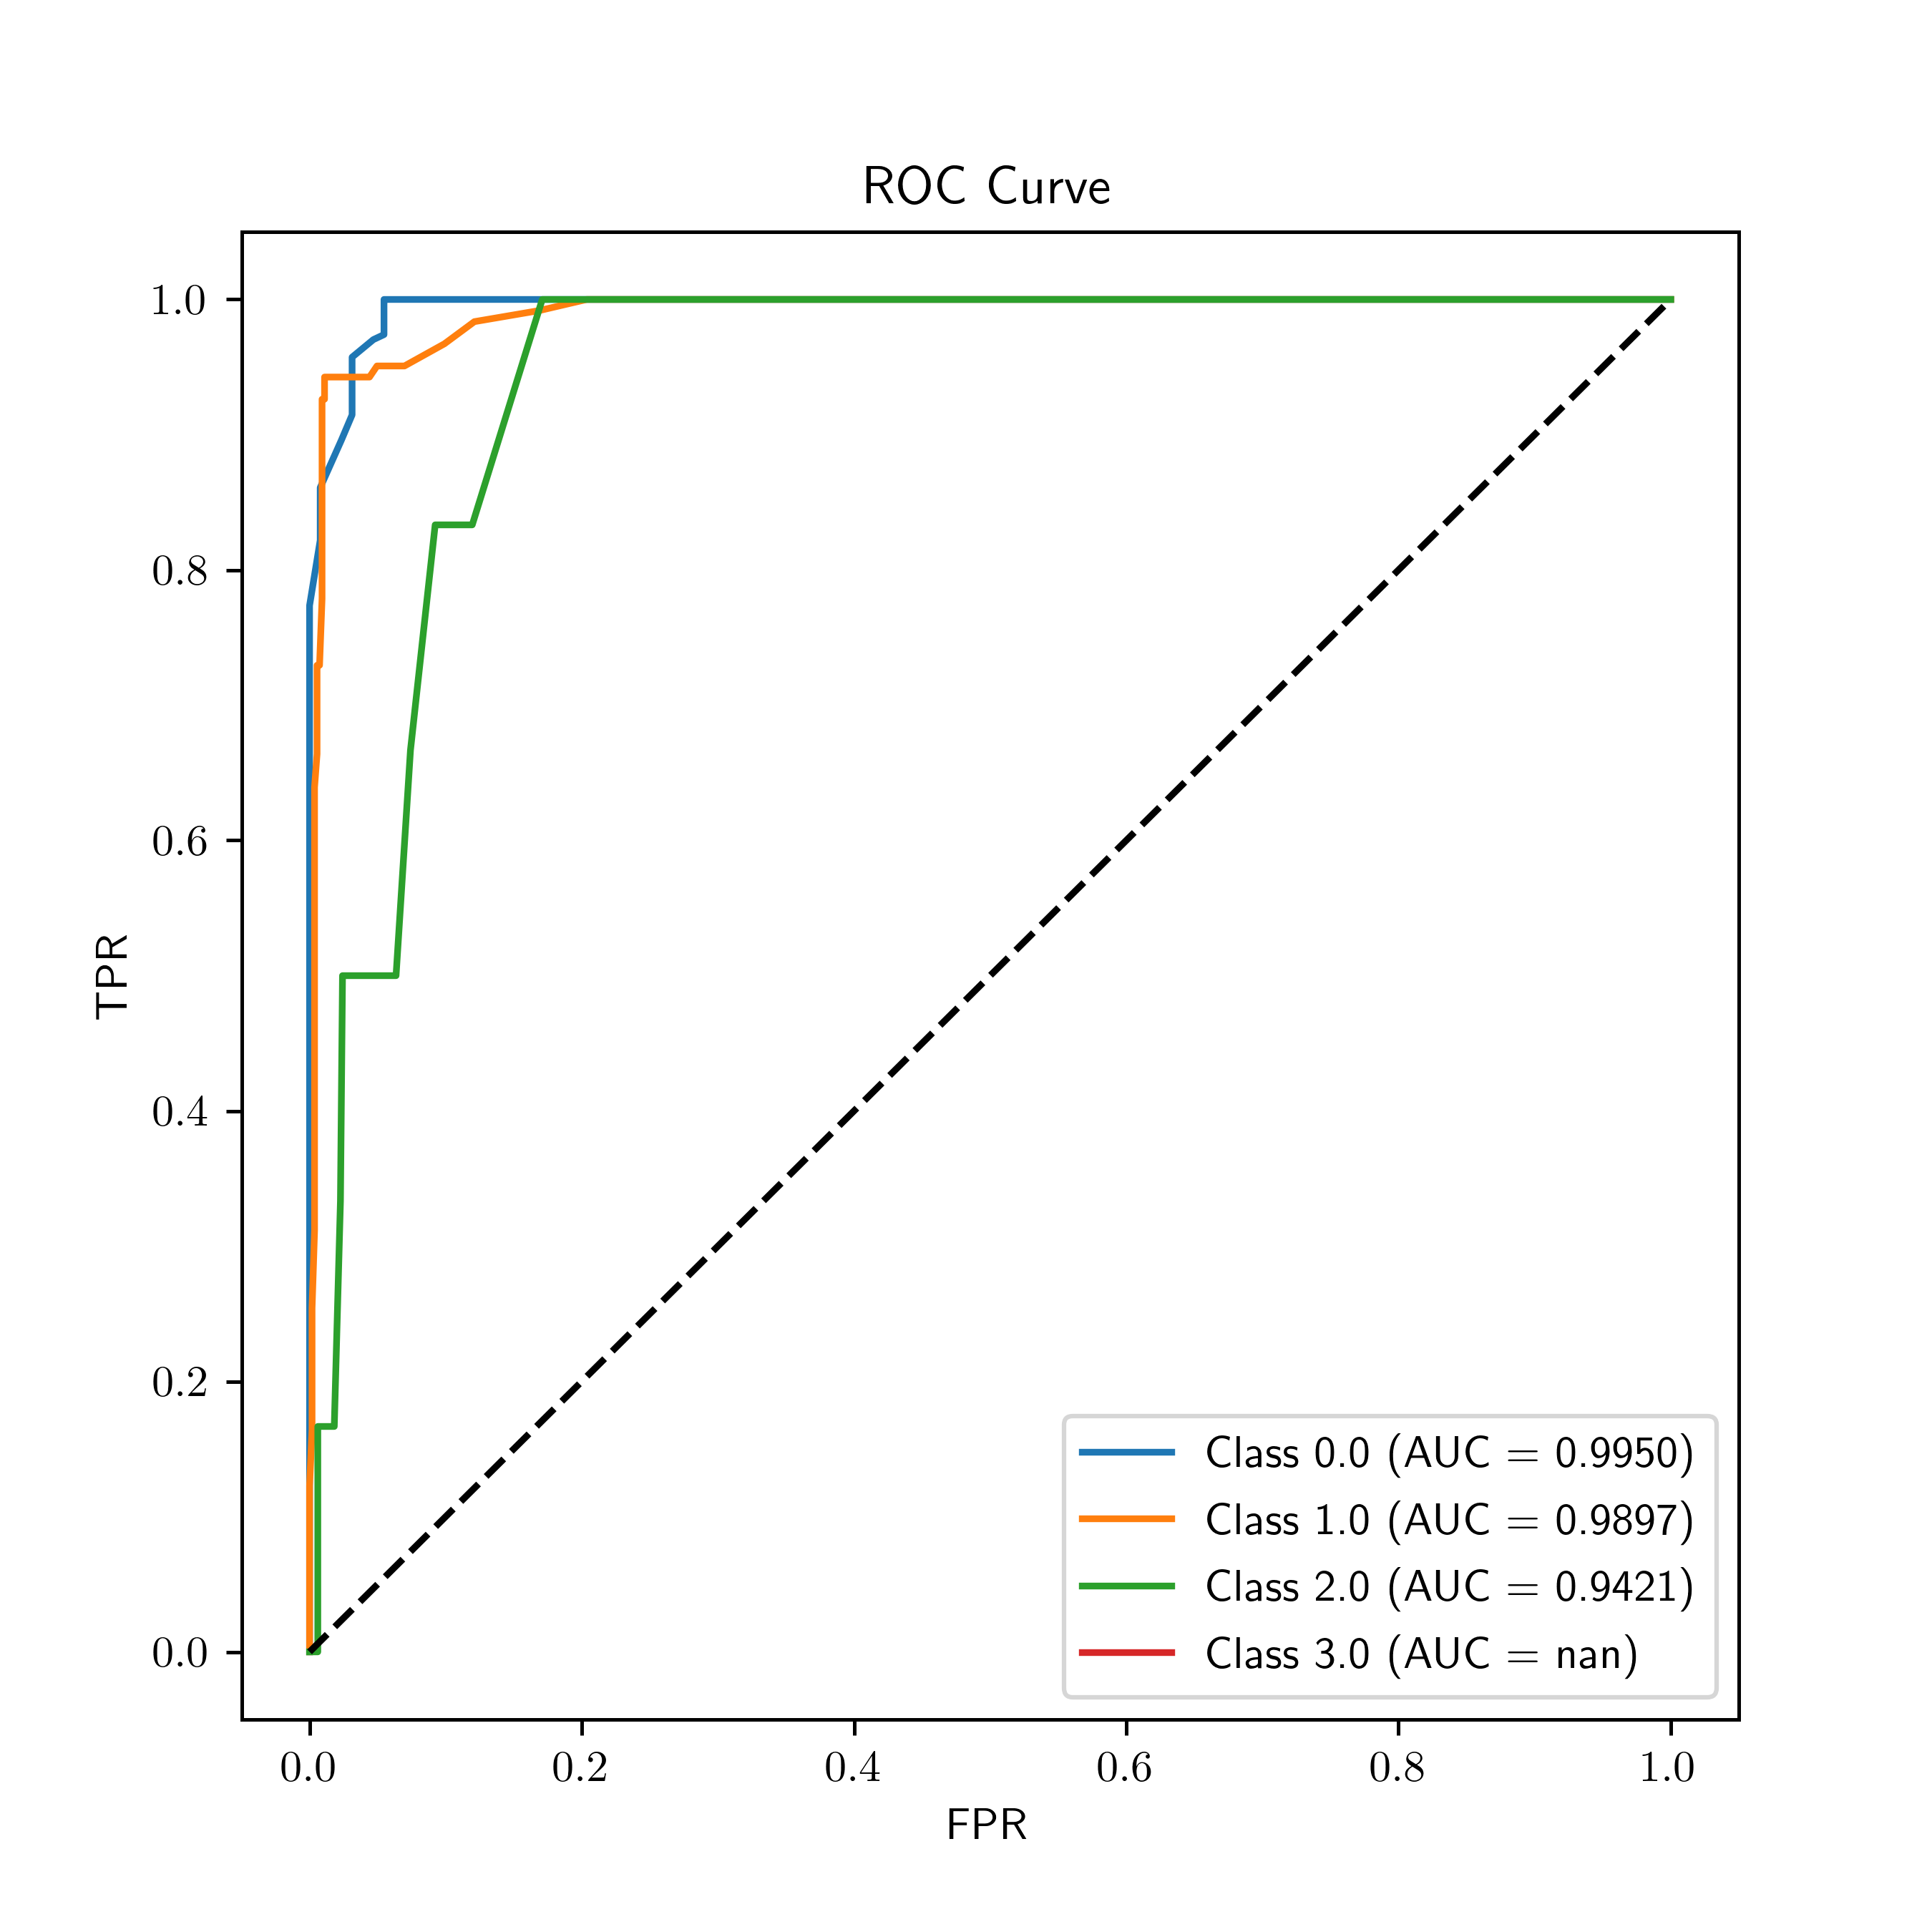 ROC Curve
1.0
0.8
0.6
0.4
0.2
0.0
TPR
Class 0.0 (AUC = 0.9950)
Class 1.0 (AUC = 0.9897)
Class 2.0 (AUC = 0.9421)
Class 3.0 (AUC = nan)
0.0 0.2 0.4 0.6 0.8 1.0
FPR